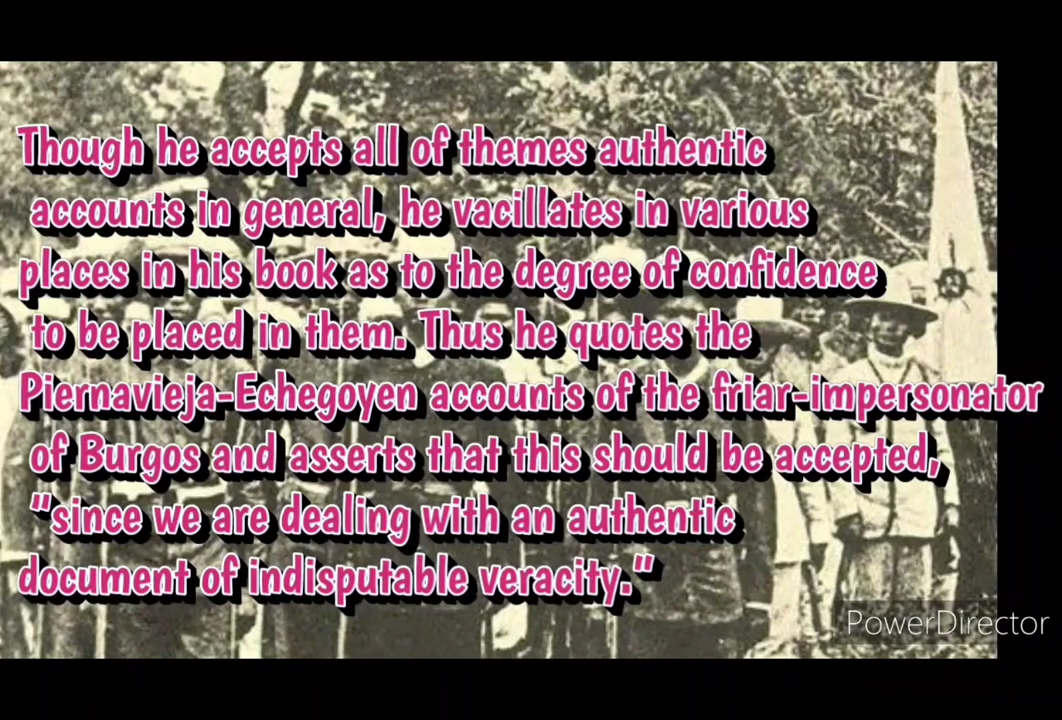 Though he accepts all of themes authentic
accounts in general, he vacillates in various
places in his book as to the degree of confidence
to be placed in them. Thus he quotes the
Piernavieja-Echegoyen accounts of the friar-impersonator
of Burgos and asserts that this should be accepted,
"since we are dealing with an authentic
document of indisputable veracity."
PowerDirector